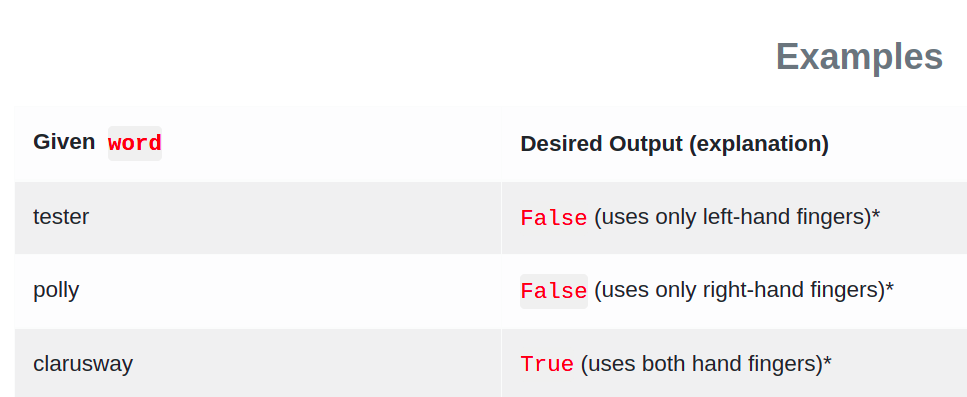 Examples
Given word Desired Output (explanation)
tester False (uses only left-hand fingers)*
polly False (uses only right-hand fingers)*
clarusway True (uses both hand fingers)*